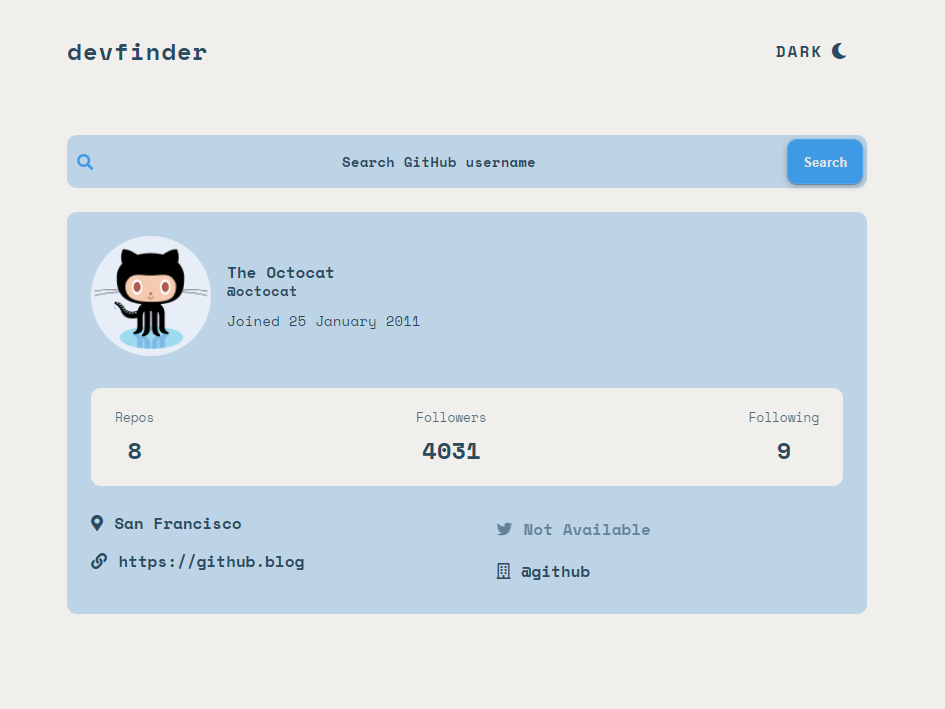 devfinder
DARK
Search GitHub username
Search
The Octocat
@octocat
Joined 25 January 2011
Repos
Followers
Following
8
4031
9
San Francisco
Not Available
https://github.blog
@github